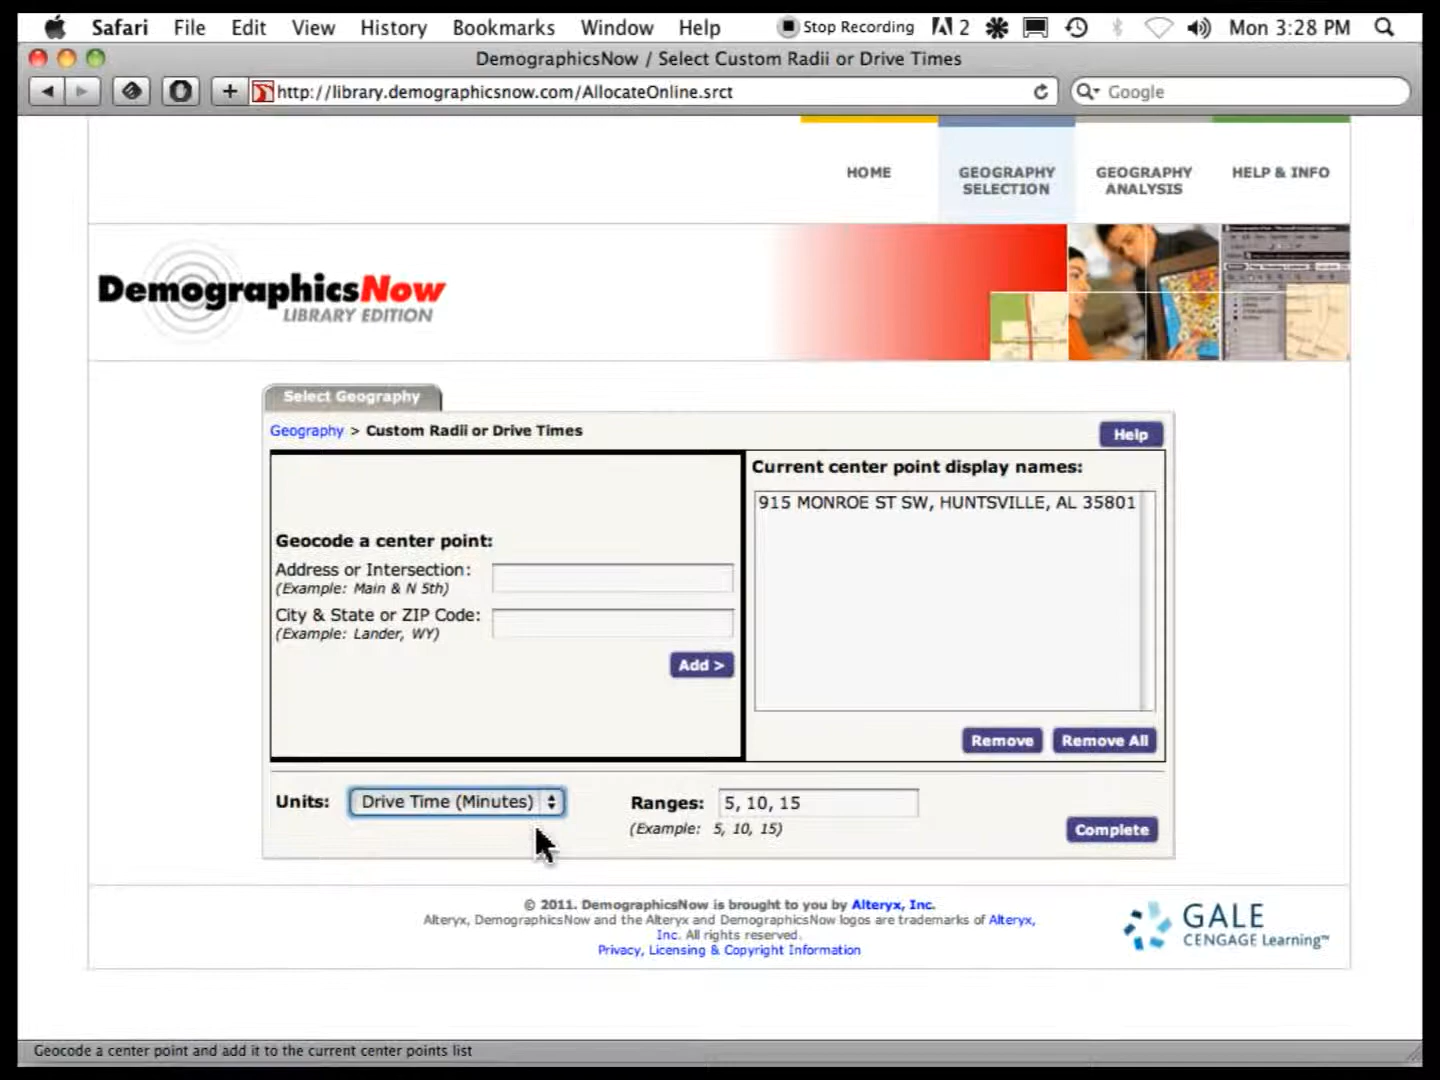 Safari File Edit View History Bookmarks Window Help Stop Recording 2 Mon 3:28 PM
DemographicsNow / Select Custom Radii or Drive Times
http://library.demographicsnow.com/AllocateOnline.srct
Google
HOME
GEOGRAPHY
SELECTION
GEOGRAPHY
ANALYSIS
HELP & INFO
DemographicsNow
LIBRARY EDITION
Select Geography
Geography > Custom Radii or Drive Times
Help
Geocode a center point:
Address or Intersection:
(Example: Main & N 5th)
City & State or ZIP Code:
(Example: Lander, WY)
Add >
Current center point display names:
915 MONROE ST SW, HUNTSVILLE, AL 35801
Remove
Remove All
Units: Drive Time (Minutes)
Ranges: 5, 10, 15
(Example: 5, 10, 15)
Complete
© 2011. DemographicsNow is brought to you by Alteryx, Inc.
Alteryx, DemographicsNow and the Alteryx and DemographicsNow logos are trademarks of Alteryx,
Inc. All rights reserved.
Privacy, Licensing & Copyright Information
GALE
CENGAGE Learning™
Geocode a center point and add it to the current center points list